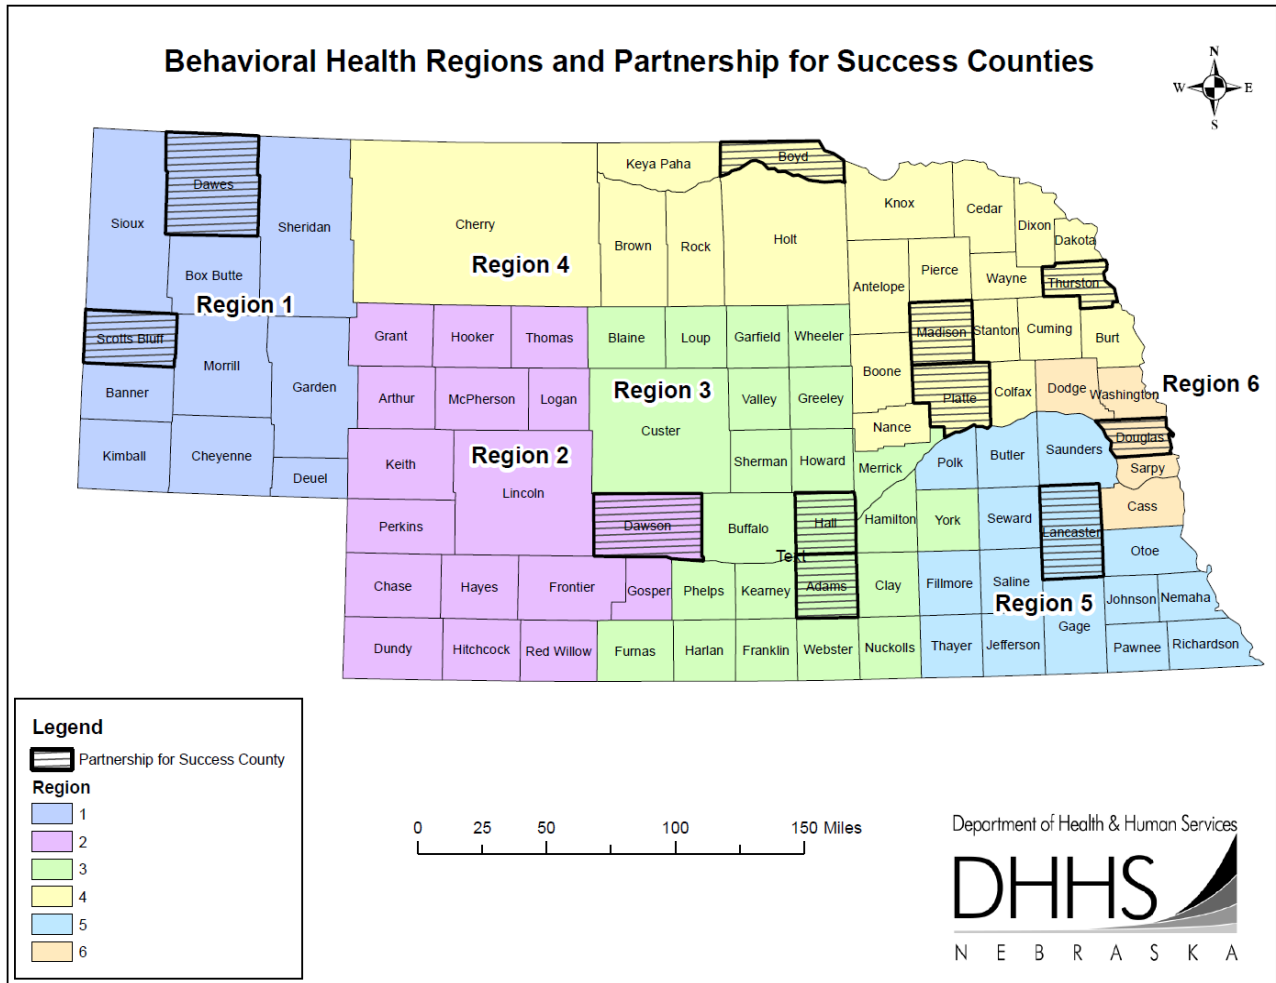 Behavioral Health Regions and Partnership for Success Counties
N
W E
S
Keya Paha
Boyd
Dawes
Sioux
Sheridan
Cherry
Brown
Rock
Holt
Knox
Cedar
Dixon
Dakota
Region 4
Box Butte
Region 1
Antelope
Pierce
Wayne
Thurston
Scotts Bluff
Grant
Hooker
Thomas
Blaine
Loup
Garfield
Wheeler
Madison
Stanton
Cuming
Burt
Morrill
Banner
Garden
Arthur
McPherson
Logan
Region 3
Valley
Greeley
Boone
Platte
Colfax
Dodge
Washington
Region 6
Custer
Nance
Kimball
Cheyenne
Deuel
Keith
Region 2
Lincoln
Sherman
Howard
Merrick
Polk
Butler
Saunders
Douglas
Sarpy
Perkins
Dawson
Buffalo
Hall
Text
Hamilton
York
Seward
Lancaster
Cass
Otoe
Chase
Hayes
Frontier
Gosper
Phelps
Kearney
Adams
Clay
Fillmore
Saline
Region 5
Gage
Johnson
Nemaha
Dundy
Hitchcock
Red Willow
Furnas
Harlan
Franklin
Webster
Nuckolls
Thayer
Jefferson
Pawnee
Richardson
Legend
Partnership for Success County
Region
1
2
3
4
5
6
0 25 50 100 150 Miles
Department of Health & Human Services
DHHS
NEBRASKA